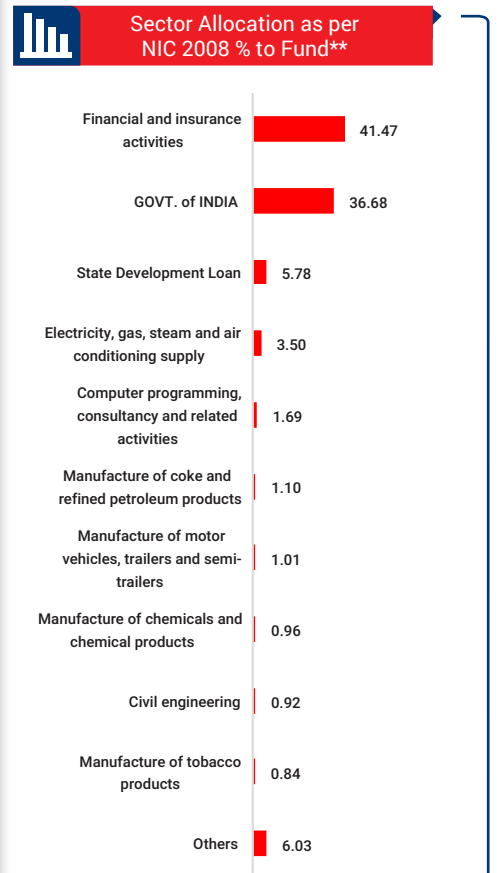 Sector Allocation as per
NIC 2008 % to Fund**
Financial and insurance
activities
41.47
GOVT. of INDIA
36.68
State Development Loan
5.78
Electricity, gas, steam and air
conditioning supply
3.50
Computer programming,
consultancy and related
activities
1.69
Manufacture of coke and
refined petroleum products
1.10
Manufacture of motor
vehicles, trailers and semi-
trailers
1.01
Manufacture of chemicals and
chemical products
0.96
Civil engineering
0.92
Manufacture of tobacco
products
0.84
Others
6.03